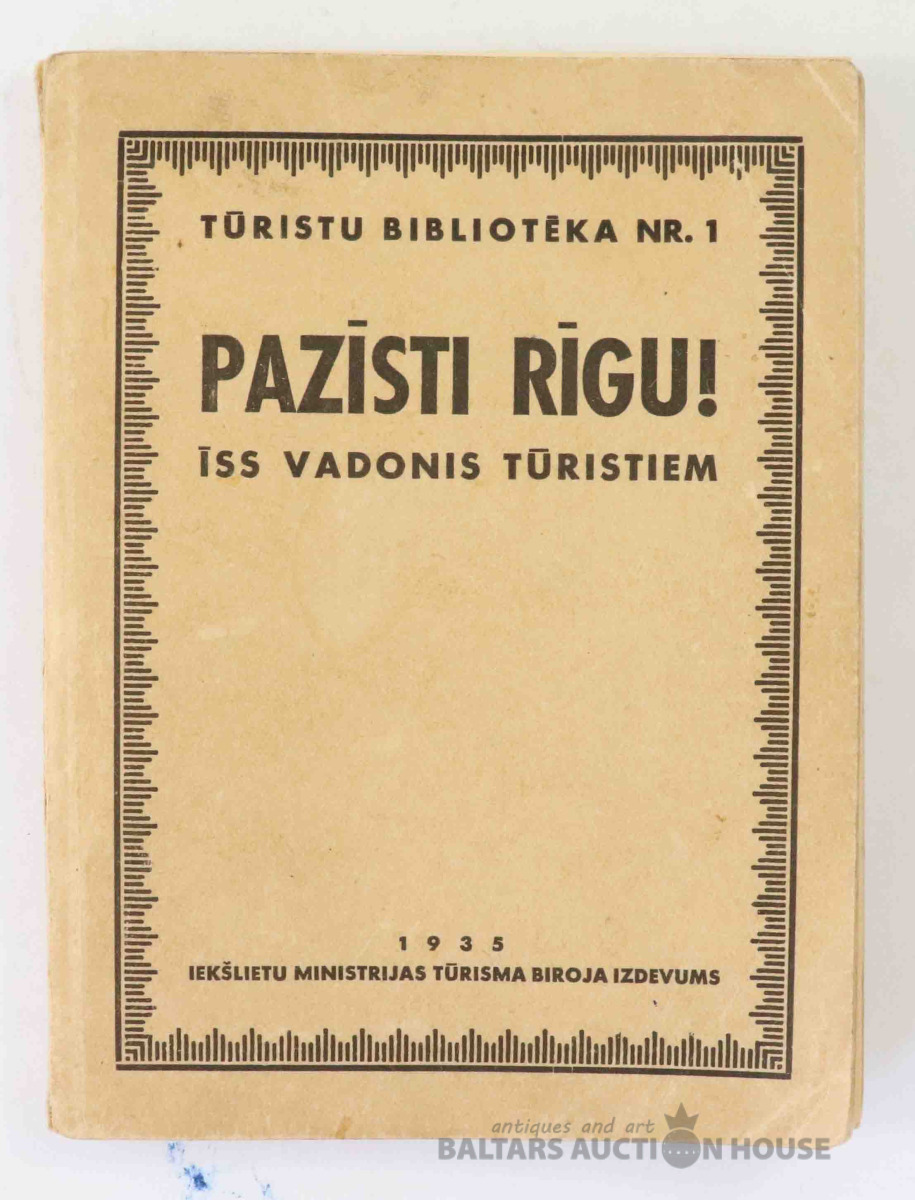 TŪRISTU BIBLIOTĒKA NR. 1
PAZĪSTI RĪGU!
ĪSS VADONIS TŪRISTIEM
1935
IEKŠLIETU MINISTRIJAS TŪRISMA BIROJA IZDEVUMS
antiques and art
BALTARS AUCTION HOUSE